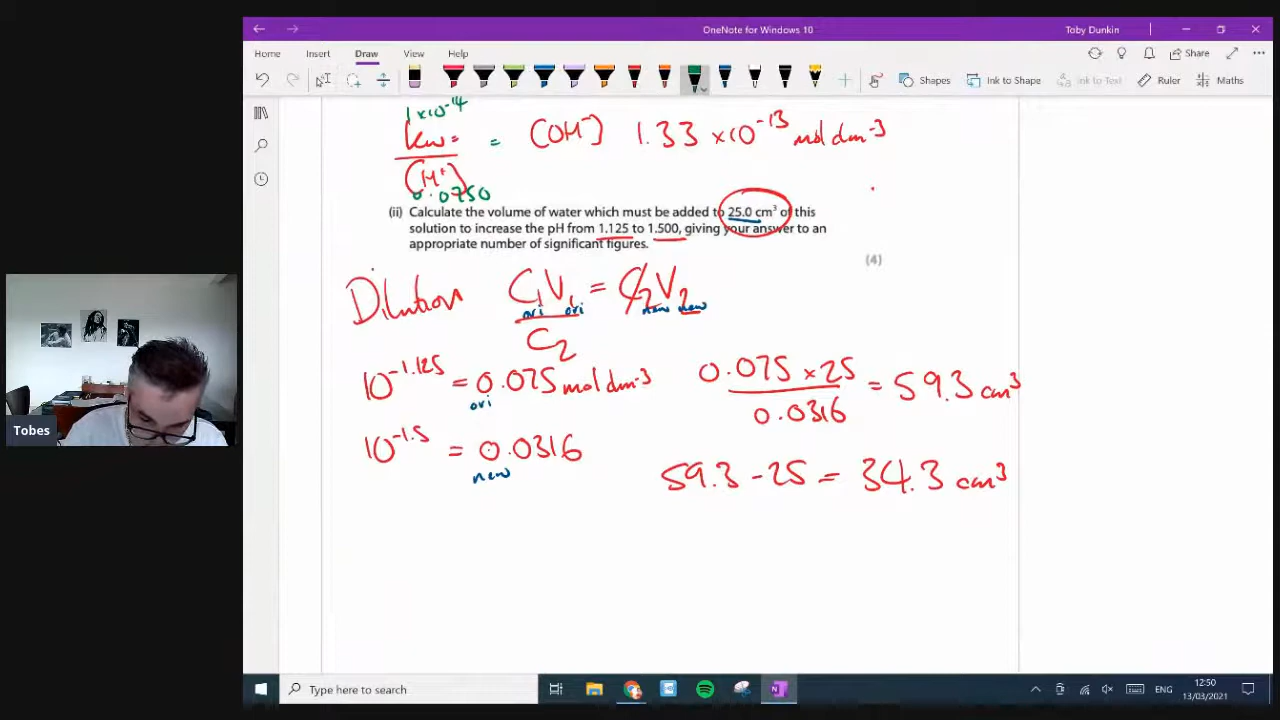 OneNote for Windows 10
Toby Dunkin
Home Insert Draw View Help
Share
Shapes Ink to Shape Ink to Text Ruler Maths
1 x 10⁻¹⁴
kw = = [OH⁻] 1.33 x10⁻¹³ mol dm⁻³
[H⁺]
0.0750
(ii) Calculate the volume of water which must be added to 25.0 cm³ of this
solution to increase the pH from 1.125 to 1.500, giving your answer to an
appropriate number of significant figures.
(4)
Dilution C₁V₁ = C₂V₂
ori ori new new
C₂
10⁻¹·¹²⁵ = 0.075 mol dm⁻³
ori
0.075 x 25 = 59.3 cm³
0.0316
10⁻¹·⁵ = 0.0316
new
59.3 - 25 = 34.3 cm³
Tobes
Type here to search
ENG
12:50
13/03/2021